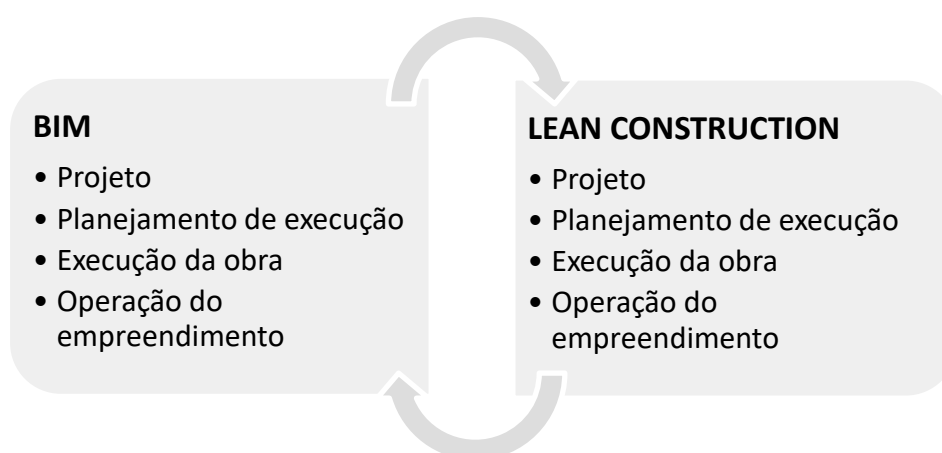 BIM
• Projeto
• Planejamento de execução
• Execução da obra
• Operação do
empreendimento
LEAN CONSTRUCTION
• Projeto
• Planejamento de execução
• Execução da obra
• Operação do
empreendimento